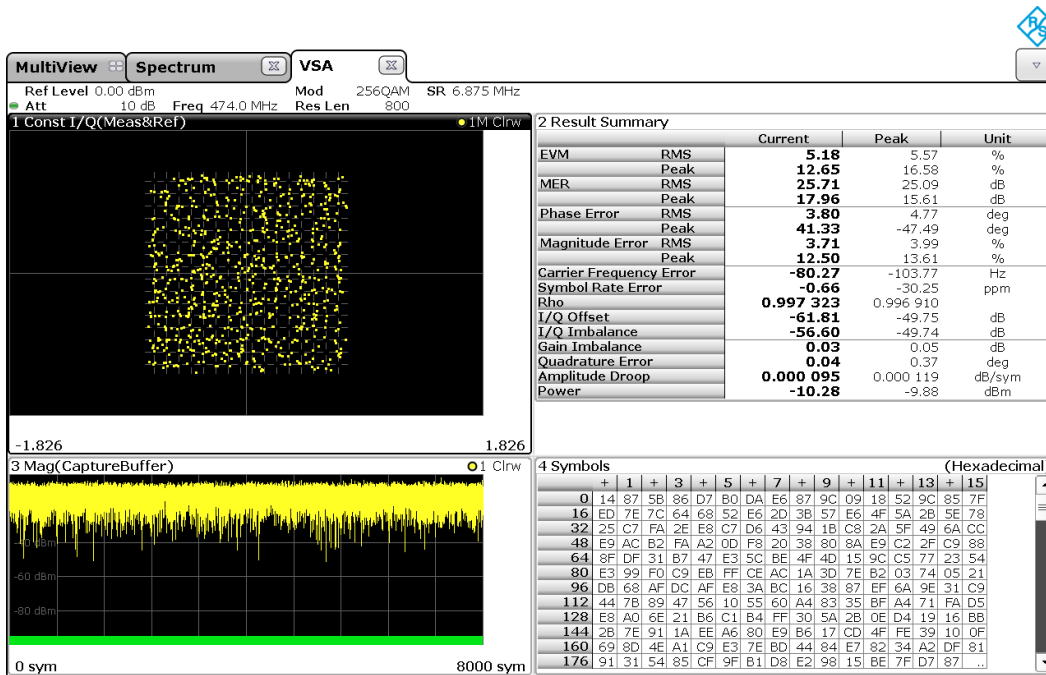 R/S
MultiView Spectrum VSA
Ref Level 0.00 dBm Mod 256QAM SR 6.875 MHz
Att 10 dB Freq 474.0 MHz Res Len 800
1 Const I/Q(Meas&Ref) 1M Clrw
-1.826 1.826
2 Result Summary
Current Peak Unit
EVM RMS 5.18 5.57 %
Peak 12.65 16.58 %
MER RMS 25.71 25.09 dB
Peak 17.96 15.61 dB
Phase Error RMS 3.80 4.77 deg
Peak 41.33 -47.49 deg
Magnitude Error RMS 3.71 3.99 %
Peak 12.50 13.61 %
Carrier Frequency Error -80.27 -103.77 Hz
Symbol Rate Error -0.66 -30.25 ppm
Rho 0.997 323 0.996 910
I/Q Offset -61.81 -49.75 dB
I/Q Imbalance -56.60 -49.74 dB
Gain Imbalance 0.03 0.05 dB
Quadrature Error 0.04 0.37 deg
Amplitude Droop 0.000 095 0.000 119 dB/sym
Power -10.28 -9.88 dBm
3 Mag(CaptureBuffer) 1 Clrw
-60 dBm
-80 dBm
0 sym 8000 sym
4 Symbols (Hexadecimal
+ 1 + 3 + 5 + 7 + 9 + 11 + 13 + 15
0 14 87 5B 86 D7 B0 DA E6 87 9C 09 18 52 9C 85 7F
16 ED 7E 7C 64 68 52 E6 2D 3B 57 E6 4F 5A 2B 5E 78
32 25 C7 FA 2E E8 C7 D6 43 94 1B C8 2A 5F 49 6A CC
48 E9 AC B2 FA A2 0D F8 20 38 80 8A E9 C2 2F C9 88
64 8F DF 31 B7 47 E3 5C BE 4F 4D 15 9C C5 77 23 54
80 E3 99 F0 C9 EB FF CE AC 1A 3D 7E B2 03 74 05 21
96 DB 68 AF DC AF E8 3A BC 16 38 87 EF 6A 9E 31 C9
112 44 7B 89 47 56 10 55 60 A4 83 35 BF A4 71 FA D5
128 E8 A0 6E 21 B6 C1 B4 FF 30 5A 2B 0E D4 19 16 BB
144 2B 7E 91 1A EE A6 80 E9 B6 17 CD 4F FE 39 10 0F
160 69 8D 4E A1 C9 E3 7E BD 44 84 E7 82 34 A2 DF 81
176 91 31 54 85 CF 9F B1 D8 E2 98 15 BE 7F D7 87 ..